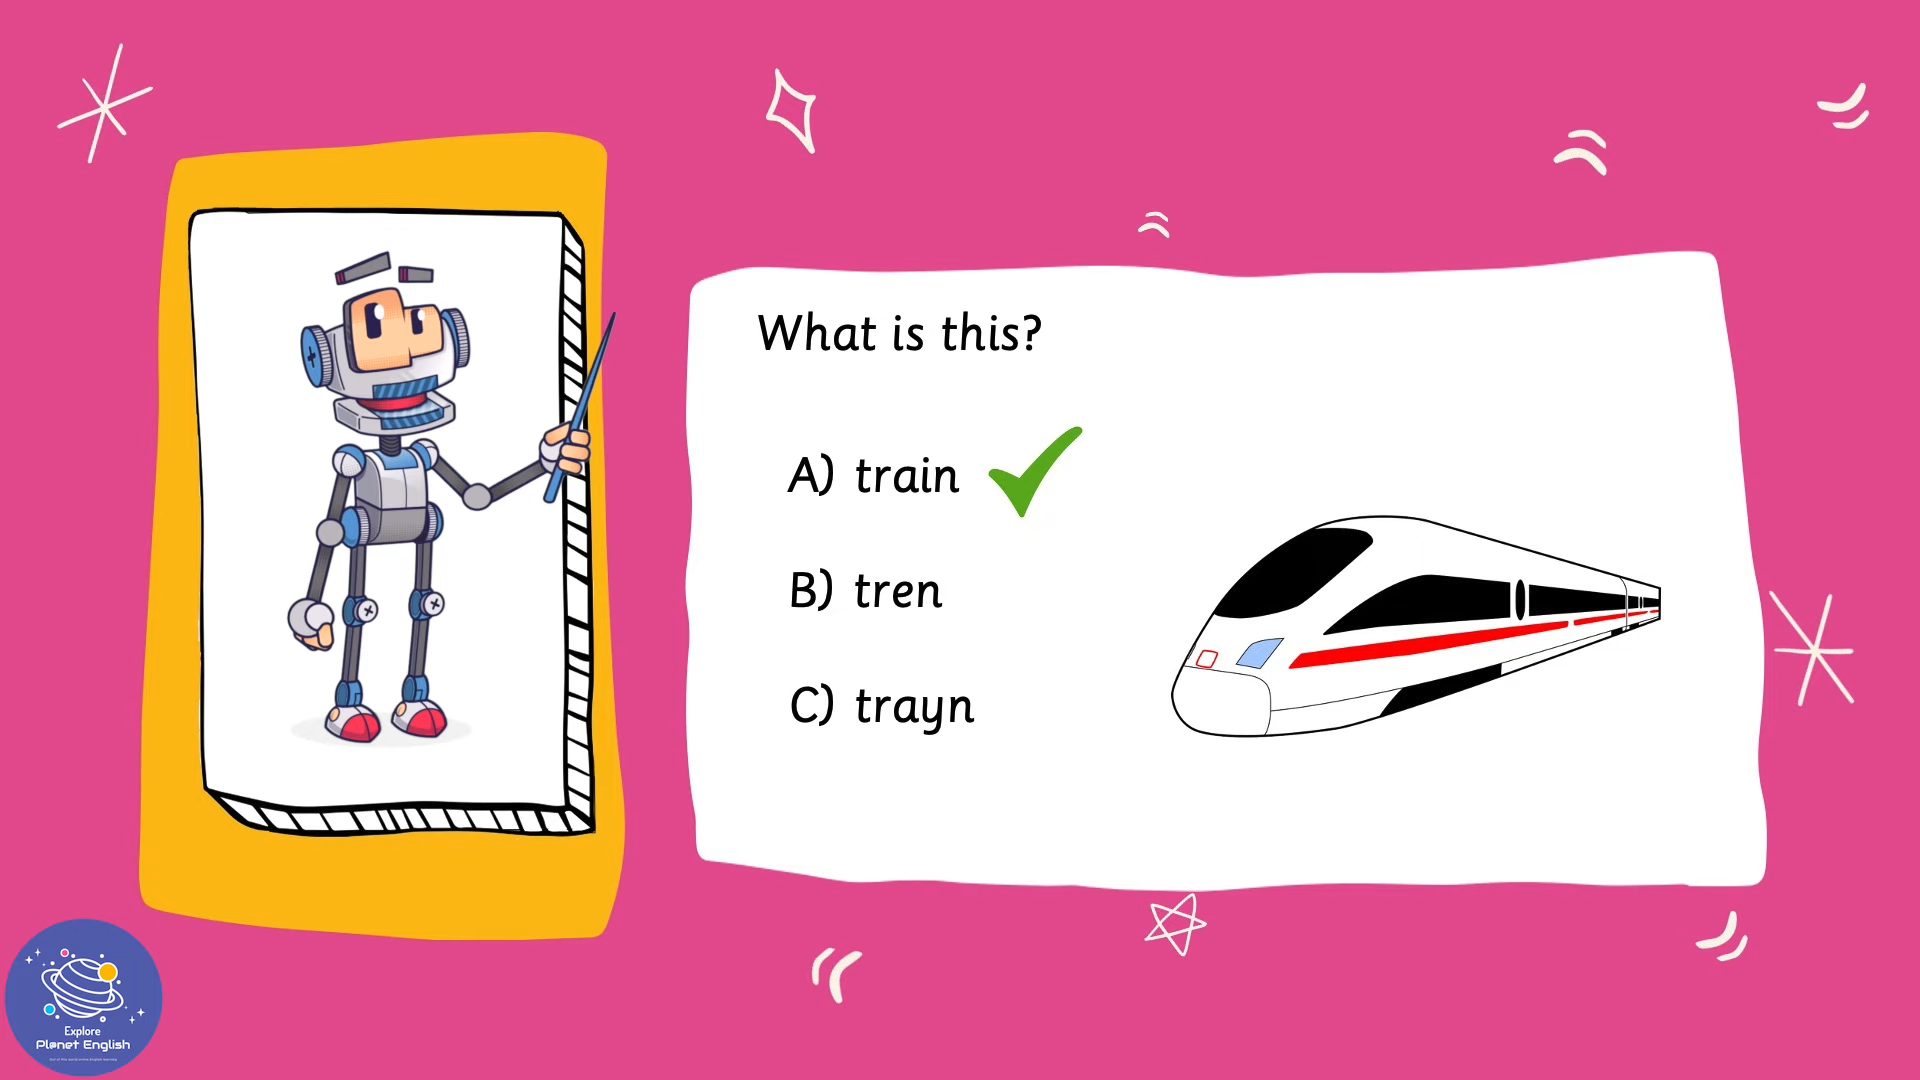 What is this?
A) train
B) tren
C) trayn
Explore
Planet English